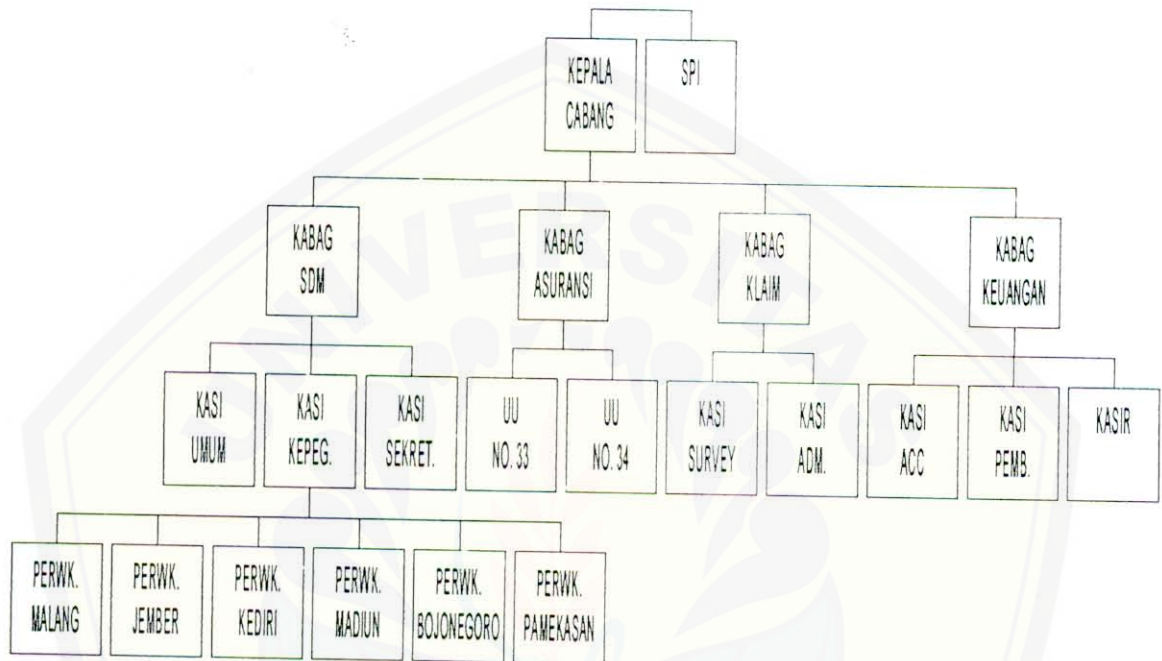 KEPALA
CABANG
SPI
KABAG
SDM
KABAG
ASURANSI
KABAG
KLAIM
KABAG
KEUANGAN
KASI
UMUM
KASI
KEPEG.
KASI
SEKRET.
UU
NO. 33
UU
NO. 34
KASI
SURVEY
KASI
ADM.
KASI
ACC
KASI
PEMB.
KASIR
PERWK.
MALANG
PERWK.
JEMBER
PERWK.
KEDIRI
PERWK.
MADIUN
PERWK.
BOJONEGORO
PERWK.
PAMEKASAN
UNIVERSITAS